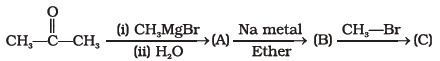 O
CH₃—C—CH₃ (i) CH₃MgBr (ii) H₂O (A) Na metal Ether (B) CH₃—Br (C)